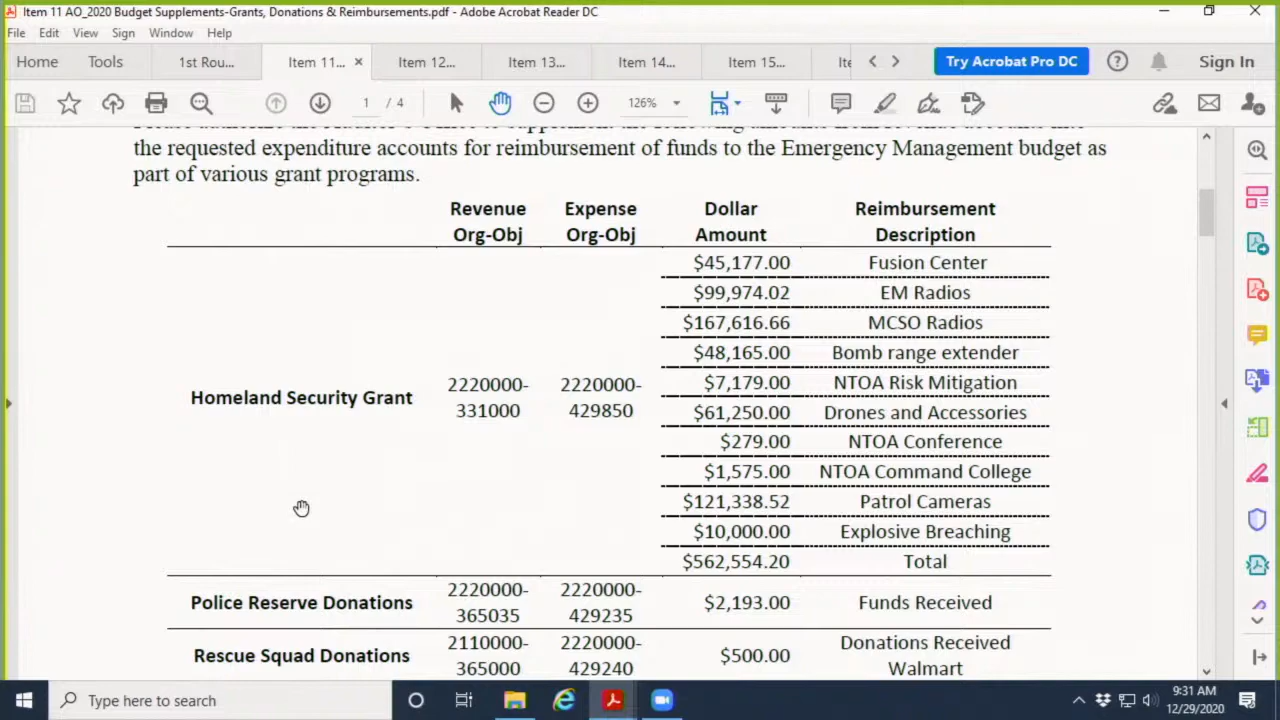 Item 11 AO_2020 Budget Supplements-Grants, Donations & Reimbursements.pdf - Adobe Acrobat Reader DC
File Edit View Sign Window Help
Home Tools 1st Rou... Item 11... × Item 12... Item 13... Item 14... Item 15... Ite Try Acrobat Pro DC Sign In
1 / 4 126%
the requested expenditure accounts for reimbursement of funds to the Emergency Management budget as
part of various grant programs.
Revenue Expense Dollar Reimbursement
Org-Obj Org-Obj Amount Description
$45,177.00 Fusion Center
$99,974.02 EM Radios
$167,616.66 MCSO Radios
$48,165.00 Bomb range extender
$7,179.00 NTOA Risk Mitigation
Homeland Security Grant 2220000-331000 2220000-429850
$61,250.00 Drones and Accessories
$279.00 NTOA Conference
$1,575.00 NTOA Command College
$121,338.52 Patrol Cameras
$10,000.00 Explosive Breaching
$562,554.20 Total
Police Reserve Donations 2220000-365035 2220000-429235 $2,193.00 Funds Received
Rescue Squad Donations 2110000-365000 2220000-429240 $500.00 Donations Received Walmart
Type here to search
9:31 AM
12/29/2020